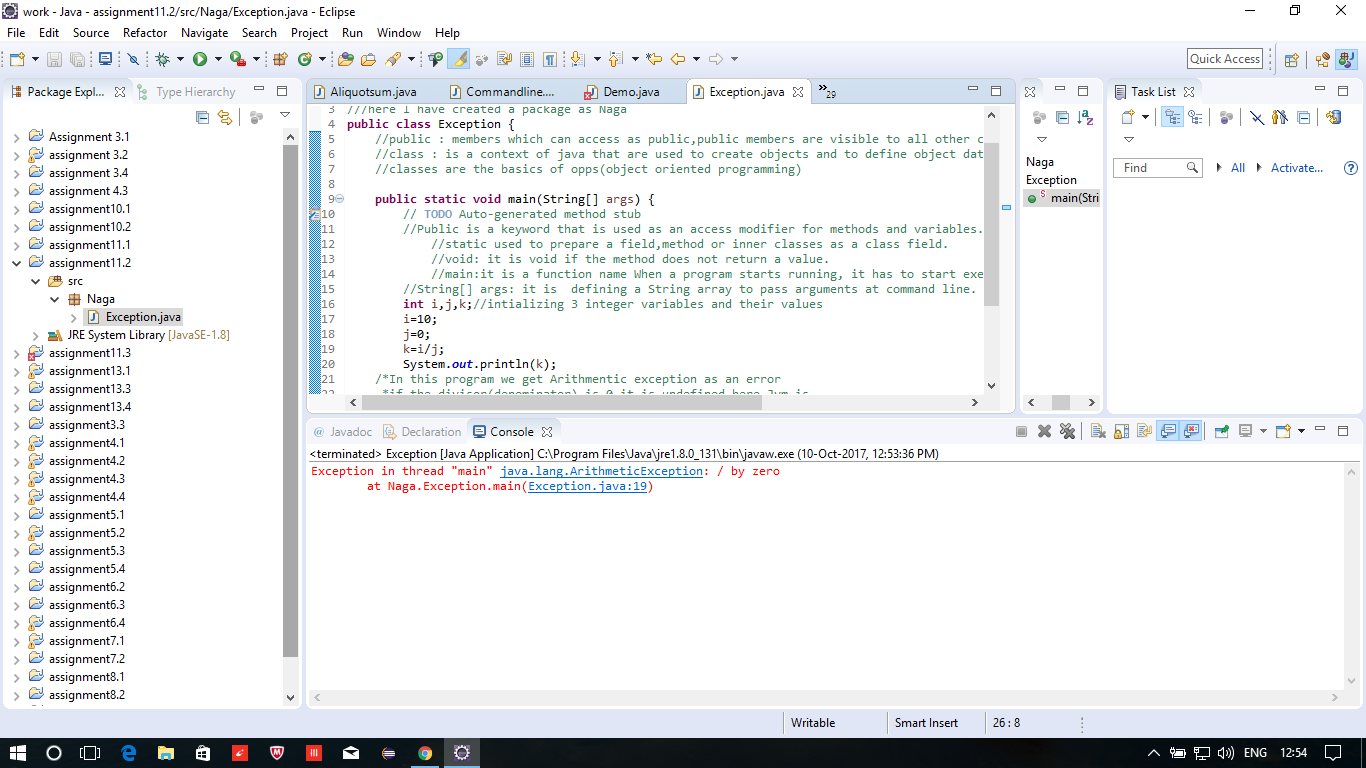 work - Java - assignment11.2/src/Naga/Exception.java - Eclipse
File Edit Source Refactor Navigate Search Project Run Window Help
Quick Access
Package Expl... Type Hierarchy
Assignment 3.1
assignment 3.2
assignment 3.4
assignment 4.3
assignment10.1
assignment10.2
assignment11.1
assignment11.2
src
Naga
Exception.java
JRE System Library [JavaSE-1.8]
assignment11.3
assignment13.1
assignment13.3
assignment13.4
assignment3.3
assignment4.1
assignment4.2
assignment4.3
assignment4.4
assignment5.1
assignment5.2
assignment5.3
assignment5.4
assignment6.2
assignment6.3
assignment6.4
assignment7.1
assignment7.2
assignment8.1
assignment8.2
Aliquotsum.java Commandline.... Demo.java Exception.java »29
3 ///here I have created a package as Naga
4 public class Exception {
5 //public : members which can access as public,public members are visible to all other c
6 //class : is a context of java that are used to create objects and to define object dat
7 //classes are the basics of opps(object oriented programming)
8
9 public static void main(String[] args) {
10 // TODO Auto-generated method stub
11 //Public is a keyword that is used as an access modifier for methods and variables.
12 //static used to prepare a field,method or inner classes as a class field.
13 //void: it is void if the method does not return a value.
14 //main:it is a function name When a program starts running, it has to start exe
15 //String[] args: it is  defining a String array to pass arguments at command line.
16 int i,j,k;//intializing 3 integer variables and their values
17 i=10;
18 j=0;
19 k=i/j;
20 System.out.println(k);
21 /*In this program we get Arithmentic exception as an error
22 *if the divisor(denominator) is 0 it is undefined here Jvm is
Naga
Exception
main(Stri
Task List
Find All Activate...
Javadoc Declaration Console
<terminated> Exception [Java Application] C:\Program Files\Java\jre1.8.0_131\bin\javaw.exe (10-Oct-2017, 12:53:36 PM)
Exception in thread "main" java.lang.ArithmeticException: / by zero
at Naga.Exception.main(Exception.java:19)
Writable Smart Insert 26 : 8
ENG 12:54